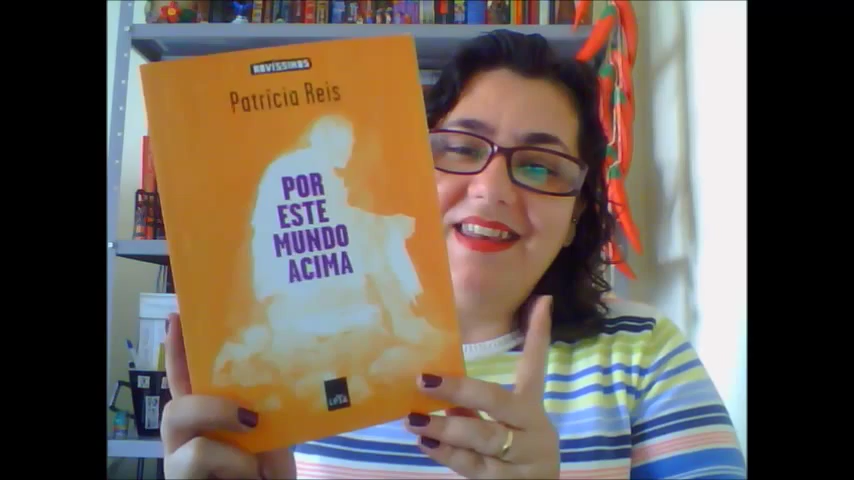 NOVÍSSIMOS
Patrícia Reis
POR
ESTE
MUNDO
ACIMA
LeYa